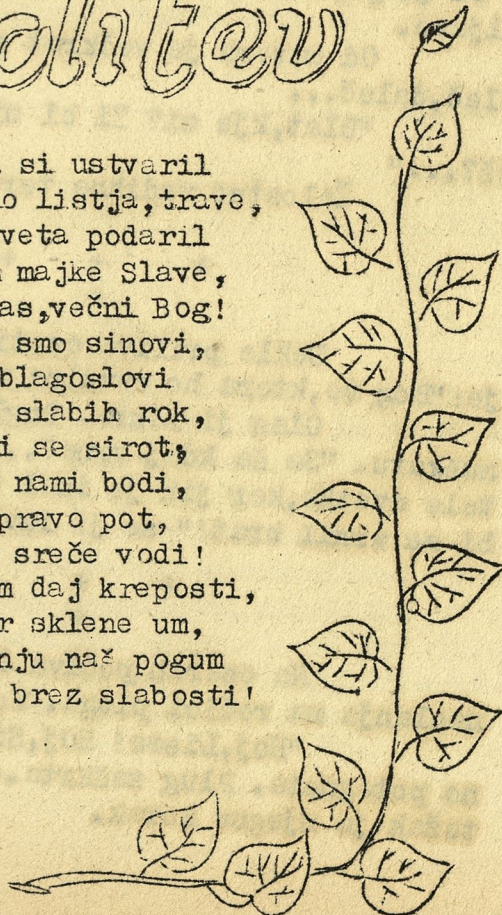 olitev
si ustvaril
listja,trave,
veta podaril
majke Slave,
as,večni Bog!
smo sinovi,
blagoslovi
slabih rok,
i se sirot,
nami bodi,
pravo pot,
sreče vodi!
m daj kreposti,
r sklene um,
nju naš pogum
brez slabosti!